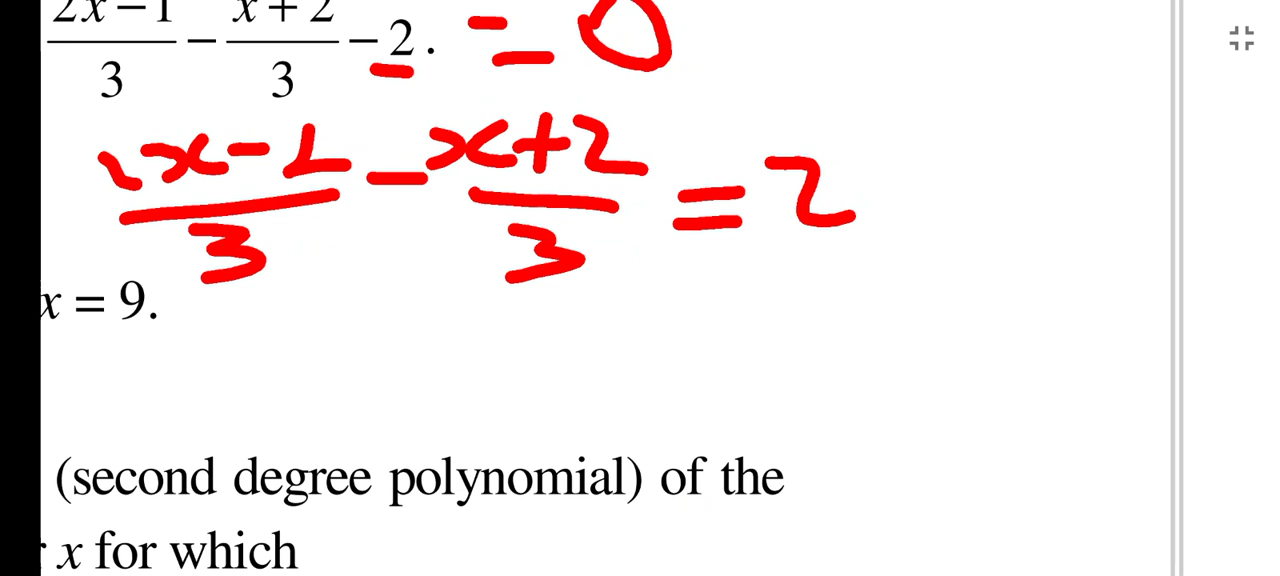 2x − 1/3 − x + 2/3 − 2. = 0
2x − 1/3 − x + 2/3 = 2
x = 9.
(second degree polynomial) of the
x for which